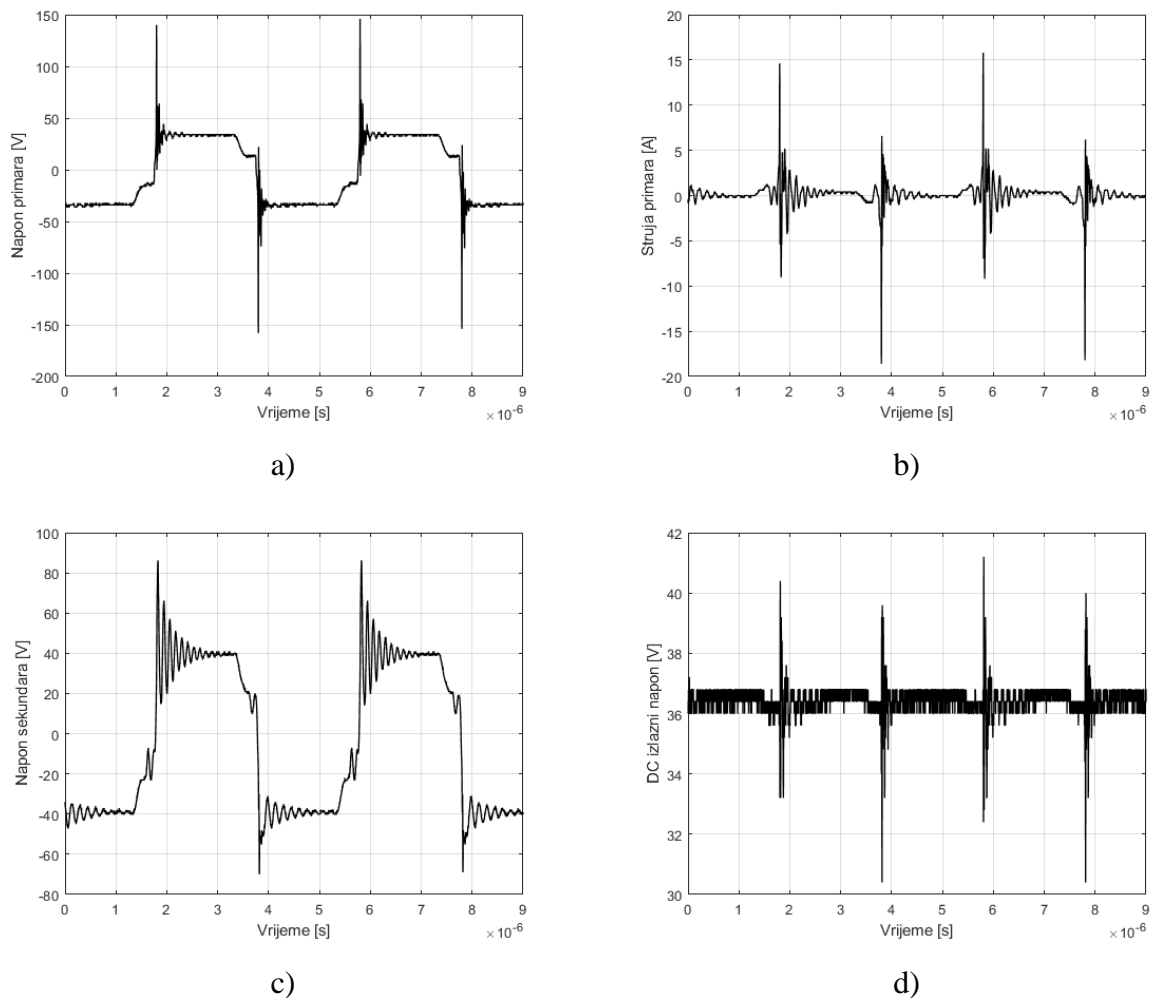 Napon primara [V]
150
100
50
0
-50
-100
-150
-200
0 1 2 3 4 5 6 7 8 9
Vrijeme [s]
×10-6
a)
Struja primara [A]
20
15
10
5
0
-5
-10
-15
-20
0 1 2 3 4 5 6 7 8 9
Vrijeme [s]
×10-6
b)
Napon sekundara [V]
100
80
60
40
20
0
-20
-40
-60
-80
0 1 2 3 4 5 6 7 8 9
Vrijeme [s]
×10-6
c)
DC izlazni napon [V]
42
40
38
36
34
32
30
0 1 2 3 4 5 6 7 8 9
Vrijeme [s]
×10-6
d)